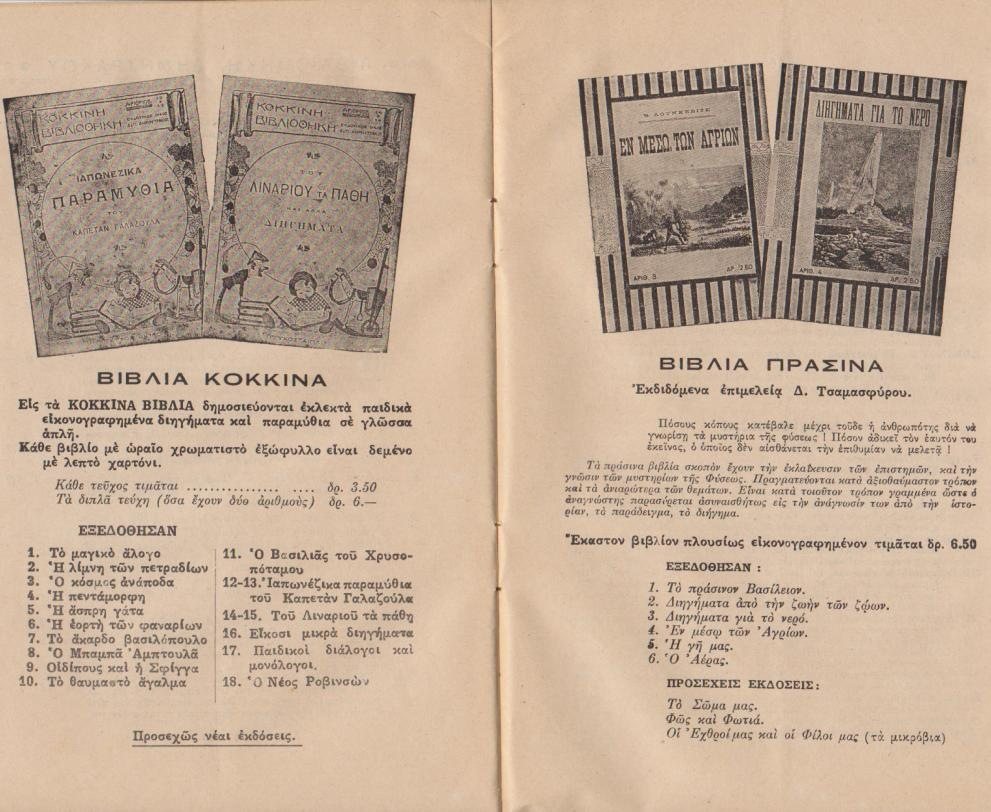 ΚΟΚΚΙΝΗ
ΒΙΒΛΙΟΘΗΚΗ
ΙΑΠΩΝΕΖΙΚΑ
ΠΑΡΑΜΥΘΙΑ
ΤΟΥ
ΚΑΠΕΤΑΝ ΓΑΛΑΖΟΥΛΑ
ΚΟΚΚΙΝΗ
ΒΙΒΛΙΟΘΗΚΗ
ΤΟΥ
ΛΙΝΑΡΙΟΥ ΤΑ ΠΑΘΗ
ΚΑΙ ΑΛΛΑ
ΔΙΗΓΗΜΑΤΑ
ΒΙΒΛΙΑ ΚΟΚΚΙΝΑ
Εἰς τὰ ΚΟΚΚΙΝΑ ΒΙΒΛΙΑ δημοσιεύονται ἐκλεκτὰ παιδικὰ
εἰκονογραφημένα διηγήματα καὶ παραμύθια σὲ γλῶσσα
ἁπλῆ.
Κάθε βιβλίο μὲ ὡραῖο χρωματιστὸ ἐξώφυλλο εἶναι δεμένο
μὲ λεπτὸ χαρτόνι.
Κάθε τεῦχος τιμᾶται .................. .... δρ. 3.50
Τὰ διπλᾶ τεύχη (ὅσα ἔχουν δύο ἀριθμοὺς) δρ. 6.—
ΕΞΕΔΟΘΗΣΑΝ
1. Τὸ μαγικὸ ἄλογο
2. Ἡ λίμνη τῶν πετραδίων
3. Ὁ κόσμος ἀνάποδα
4. Ἡ πεντάμορφη
5. Ἡ ἄσπρη γάτα
6. Ἡ ἑορτὴ τῶν φαναρίων
7. Τὸ ἄκαρδο βασιλόπουλο
8. Ὁ Μπαμπᾶ Ἀμπτουλᾶ
9. Οἰδίπους καὶ ἡ Σφίγγα
10. Τὸ θαυμαστὸ ἄγαλμα
11. Ὁ Βασιλιᾶς τοῦ Χρυσο-
πόταμου
12-13. Ἰαπωνέζικα παραμύθια
τοῦ Καπετὰν Γαλαζούλα
14-15. Τοῦ Λιναριοῦ τὰ πάθη
16. Εἴκοσι μικρὰ διηγήματα
17. Παιδικοὶ διάλογοι καὶ
μονόλογοι.
18. Ὁ Νέος Ροβινσὼν
Προσεχῶς νέαι ἐκδόσεις.
ΕΝ ΜΕΣΩ ΤΩΝ ΑΓΡΙΩΝ
ΑΡΙΘ. 3
ΔΡ. 2.50
ΔΙΗΓΗΜΑΤΑ ΓΙΑ ΤΟ ΝΕΡΟ
ΑΡΙΘ. 4
ΔΡ. 2.50
ΒΙΒΛΙΑ ΠΡΑΣΙΝΑ
Ἐκδιδόμενα ἐπιμελείᾳ Δ. Τσαμασφύρου.
Πόσους κόπους κατέβαλε μέχρι τοῦδε ἡ ἀνθρωπότης διὰ νὰ
γνωρίσῃ τὰ μυστήρια τῆς φύσεως ! Πόσον ἀδικεῖ τὸν ἑαυτόν του
ἐκεῖνος, ὁ ὁποῖος δὲν αἰσθάνεται τὴν ἐπιθυμίαν νὰ μελετᾷ !
Τὰ πράσινα βιβλία σκοπὸν ἔχουν τὴν ἐκλαΐκευσιν τῶν ἐπιστημῶν, καὶ τὴν
γνῶσιν τῶν μυστηρίων τῆς Φύσεως. Πραγματεύονται κατὰ ἀξιοθαύμαστον τρόπον
καὶ τὰ ἀνιαρώτερα τῶν θεμάτων. Εἶναι κατὰ τοιοῦτον τρόπον γραμμένα ὥστε ὁ
ἀναγνώστης παρασύρεται ἀσυναισθήτως εἰς τὴν ἀνάγνωσίν των ἀπὸ τὴν ἱστο-
ρίαν, τὸ παράδειγμα, τὸ διήγημα.
Ἕκαστον βιβλίον πλουσίως εἰκονογραφημένον τιμᾶται δρ. 6.50
ΕΞΕΔΟΘΗΣΑΝ :
1. Τὸ πράσινον Βασίλειον.
2. Διηγήματα ἀπὸ τὴν ζωὴν τῶν ζῴων.
3. Διηγήματα γιὰ τὸ νερό.
4. Ἐν μέσῳ τῶν Ἀγρίων.
5. Ἡ γῆ μας.
6. Ὁ Ἀέρας.
ΠΡΟΣΕΧΕΙΣ ΕΚΔΟΣΕΙΣ:
Τὸ Σῶμα μας.
Φῶς καὶ Φωτιά.
Οἱ Ἐχθροί μας καὶ οἱ Φίλοι μας (τὰ μικρόβια)